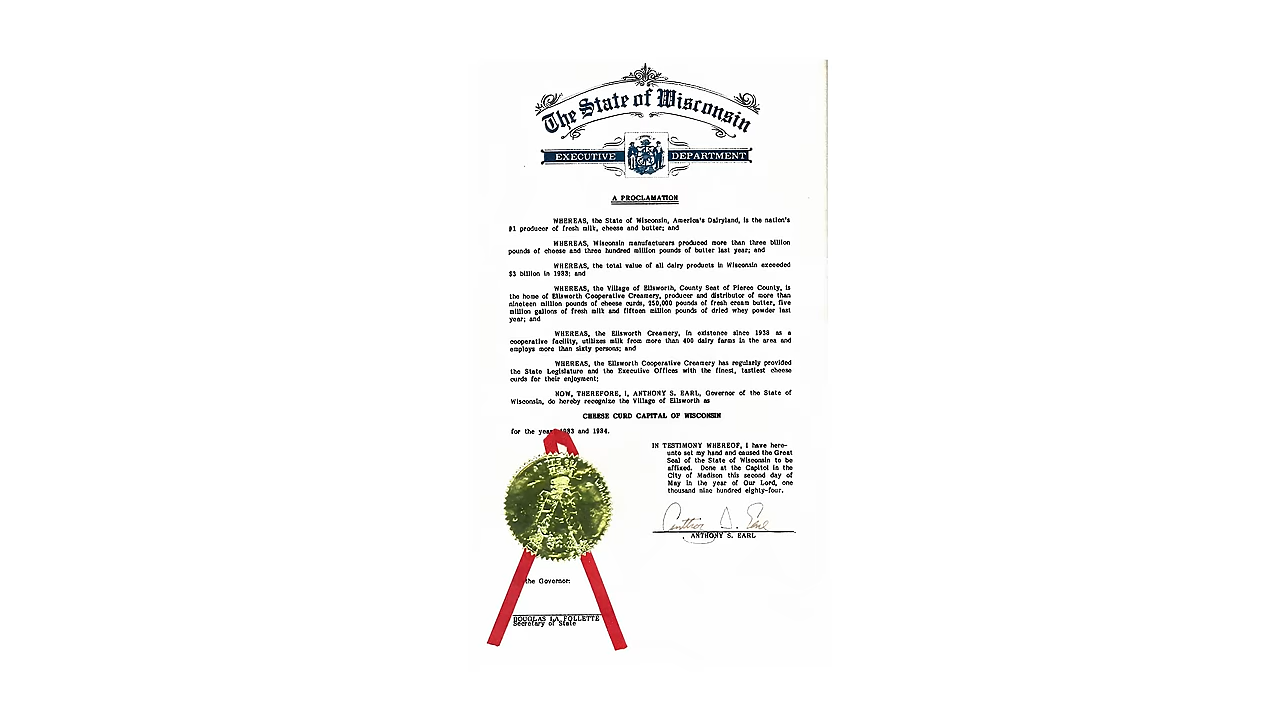 The State of Wisconsin
EXECUTIVE DEPARTMENT
A PROCLAMATION
WHEREAS, the State of Wisconsin, America's Dairyland, is the nation's
#1 producer of fresh milk, cheese and butter; and
WHEREAS, Wisconsin manufacturers produced more than three billion
pounds of cheese and three hundred million pounds of butter last year; and
WHEREAS, the total value of all dairy products in Wisconsin exceeded
$3 billion in 1983; and
WHEREAS, the Village of Ellsworth, County Seat of Pierce County, is
the home of Ellsworth Cooperative Creamery, producer and distributor of more than
nineteen million pounds of cheese curds, 250,000 pounds of fresh cream butter, five
million gallons of fresh milk and fifteen million pounds of dried whey powder last
year; and
WHEREAS, the Ellsworth Creamery, in existence since 1938 as a
cooperative facility, utilizes milk from more than 400 dairy farms in the area and
employs more than sixty persons; and
WHEREAS, the Ellsworth Cooperative Creamery has regularly provided
the State Legislature and the Executive Offices with the finest, tastiest cheese
curds for their enjoyment;
NOW, THEREFORE, I, ANTHONY S. EARL, Governor of the State of
Wisconsin, do hereby recognize the Village of Ellsworth as
CHEESE CURD CAPITAL OF WISCONSIN
for the year 1983 and 1984.
IN TESTIMONY WHEREOF, I have here-
unto set my hand and caused the Great
Seal of the State of Wisconsin to be
affixed. Done at the Capitol in the
City of Madison this second day of
May in the year of Our Lord, one
thousand nine hundred eighty-four.
Anthony S. Earl
ANTHONY S. EARL
the Governor:
DOUGLAS LA FOLLETTE
Secretary of State